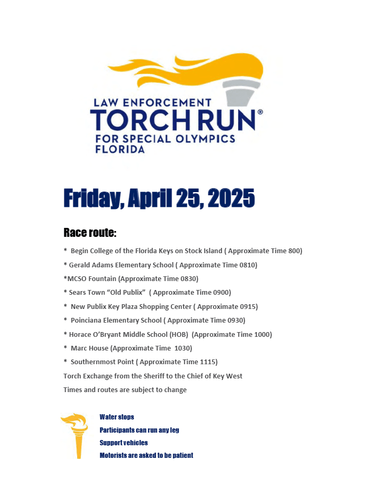 LAW ENFORCEMENT
TORCH RUN®
FOR SPECIAL OLYMPICS
FLORIDA
Friday, April 25, 2025
Race route:
* Begin College of the Florida Keys on Stock Island ( Approximate Time 800)
* Gerald Adams Elementary School ( Approximate Time 0810)
*MCSO Fountain (Approximate Time 0830)
* Sears Town “Old Publix” ( Approximate Time 0900)
* New Publix Key Plaza Shopping Center ( Approximate 0915)
* Poinciana Elementary School ( Approximate Time 0930)
* Horace O'Bryant Middle School (HOB) (Approximate Time 1000)
* Marc House (Approximate Time 1030)
* Southernmost Point ( Approximate Time 1115)
Torch Exchange from the Sheriff to the Chief of Key West
Times and routes are subject to change
Water stops
Participants can run any leg
Support vehicles
Motorists are asked to be patient